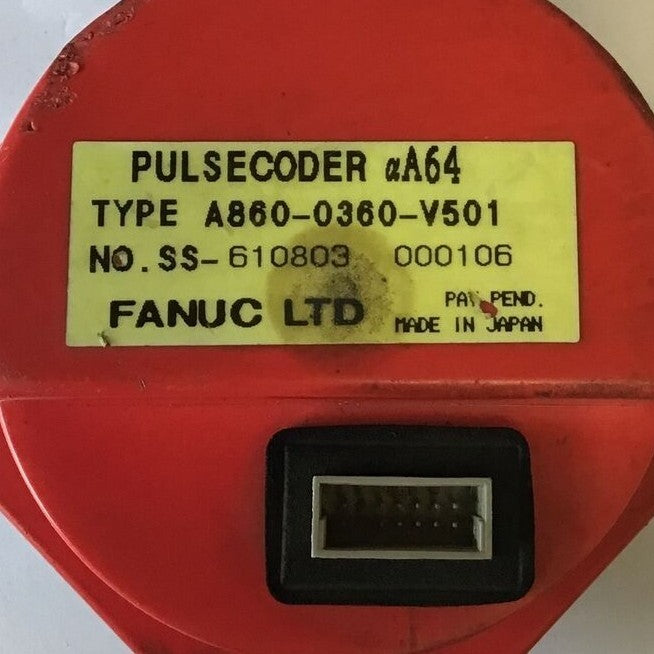 PULSECODER αA64
TYPE A860-0360-V501
NO.SS-610803 000106
FANUC LTD
PAT. PEND.
MADE IN JAPAN